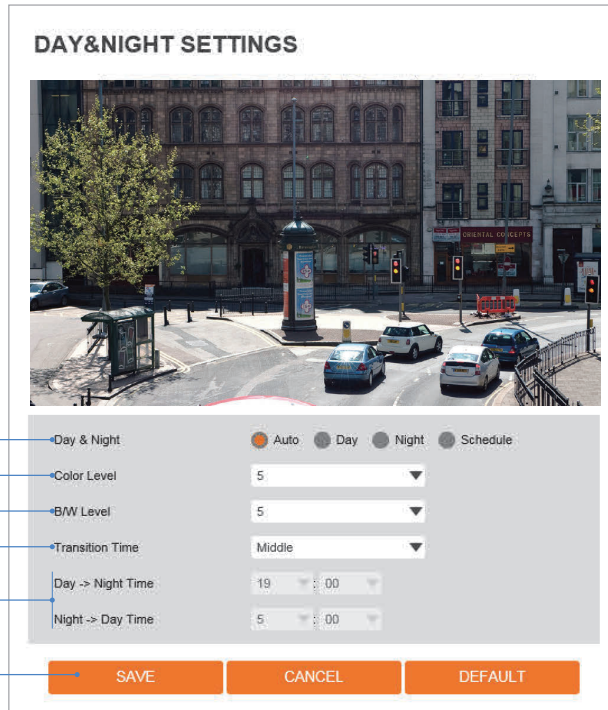 DAY&NIGHT SETTINGS
ORIENTAL CONCEPTS
Day & Night Auto Day Night Schedule
Color Level 5
B/W Level 5
Transition Time Middle
Day -> Night Time 19 : 00
Night -> Day Time 5 : 00
SAVE CANCEL DEFAULT